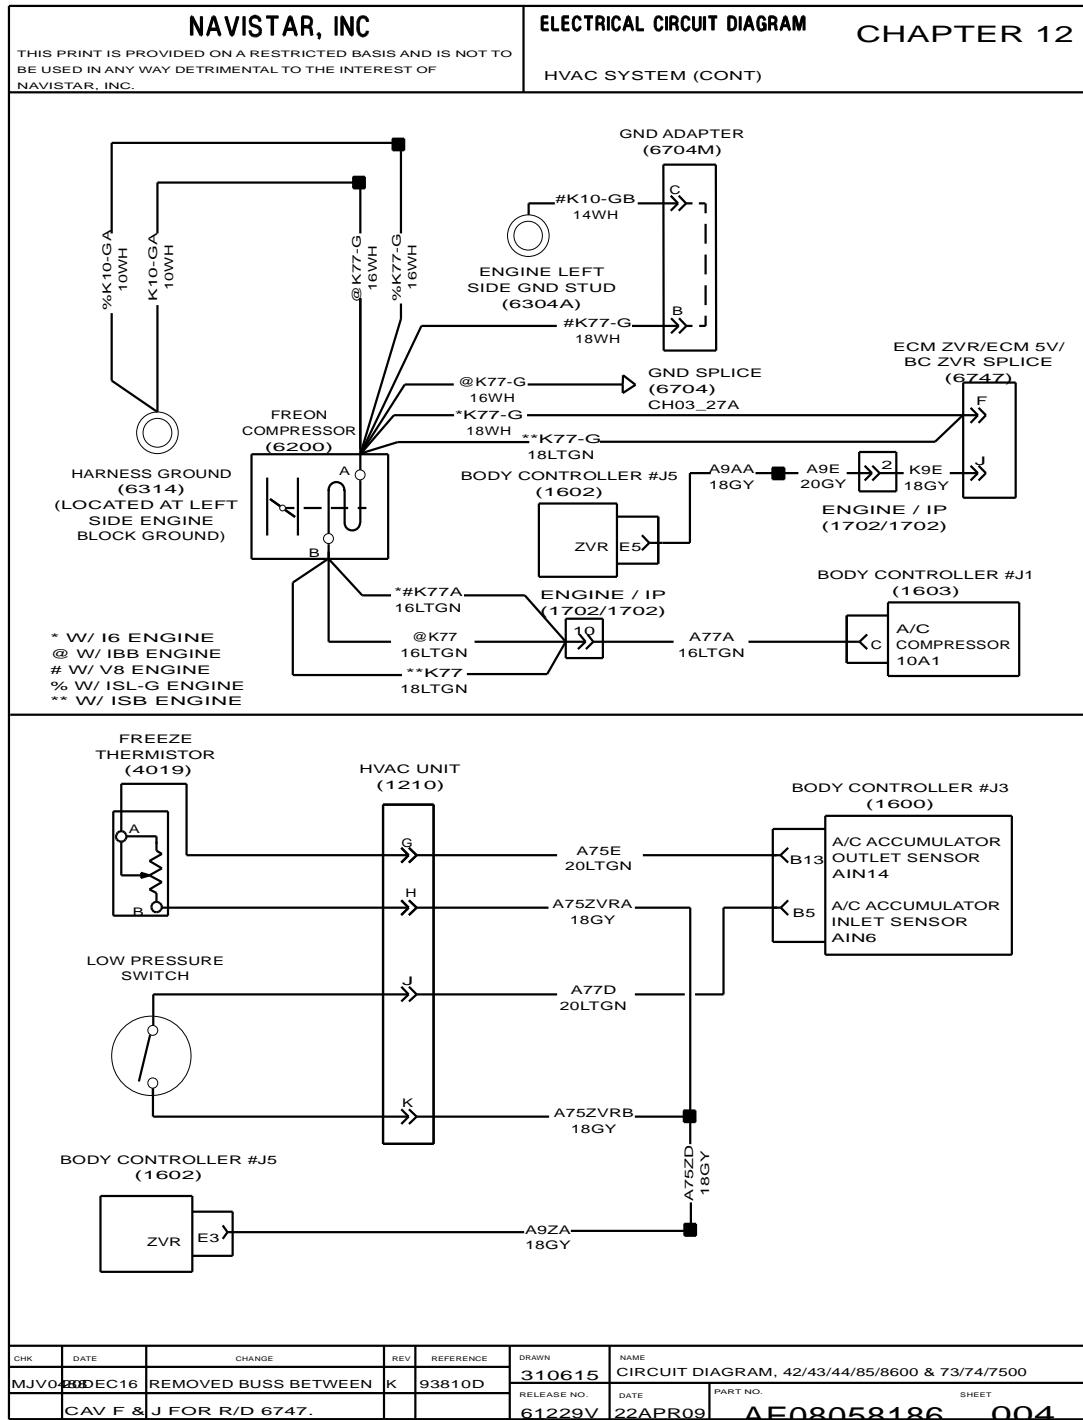 NAVISTAR, INC
THIS PRINT IS PROVIDED ON A RESTRICTED BASIS AND IS NOT TO
BE USED IN ANY WAY DETRIMENTAL TO THE INTEREST OF
NAVISTAR, INC.
ELECTRICAL CIRCUIT DIAGRAM
CHAPTER 12
HVAC SYSTEM (CONT)
GND ADAPTER
(6704M)
C
#K10-GB
14WH
%K10-GA
10WH
K10-GA
10WH
@K77-G
16WH
%K77-G
16WH
ENGINE LEFT
SIDE GND STUD
(6304A)
B
#K77-G
18WH
ECM ZVR/ECM 5V/
BC ZVR SPLICE
(6747)
GND SPLICE
(6704)
CH03_27A
@K77-G
16WH
F
*K77-G
18WH
**K77-G
18LTGN
FREON
COMPRESSOR
(6200)
A
B
HARNESS GROUND
(6314)
(LOCATED AT LEFT
SIDE ENGINE
BLOCK GROUND)
BODY CONTROLLER #J5
(1602)
A9AA
18GY
A9E
20GY
2
K9E
18GY
J
ENGINE / IP
(1702/1702)
ZVR
E5
BODY CONTROLLER #J1
(1603)
*#K77A
16LTGN
ENGINE / IP
(1702/1702)
10
@K77
16LTGN
A77A
16LTGN
C
A/C
COMPRESSOR
10A1
**K77
18LTGN
* W/ I6 ENGINE
@ W/ IBB ENGINE
# W/ V8 ENGINE
% W/ ISL-G ENGINE
** W/ ISB ENGINE
FREEZE
THERMISTOR
(4019)
HVAC UNIT
(1210)
BODY CONTROLLER #J3
(1600)
A
B
G
A75E
20LTGN
B13
A/C ACCUMULATOR
OUTLET SENSOR
AIN14
H
A75ZVRA
18GY
B5
A/C ACCUMULATOR
INLET SENSOR
AIN6
LOW PRESSURE
SWITCH
J
A77D
20LTGN
K
A75ZVRB
18GY
A75ZD
18GY
BODY CONTROLLER #J5
(1602)
ZVR
E3
A9ZA
18GY
CHK DATE CHANGE REV REFERENCE
DEC16 REMOVED BUSS BETWEEN K 93810D
CAV F & J FOR R/D 6747.
DRAWN
310615
NAME
CIRCUIT DIAGRAM, 42/43/44/85/8600 & 73/74/7500
RELEASE NO.
61229V
DATE
22APR09
PART NO.
AE08058186
SHEET
004